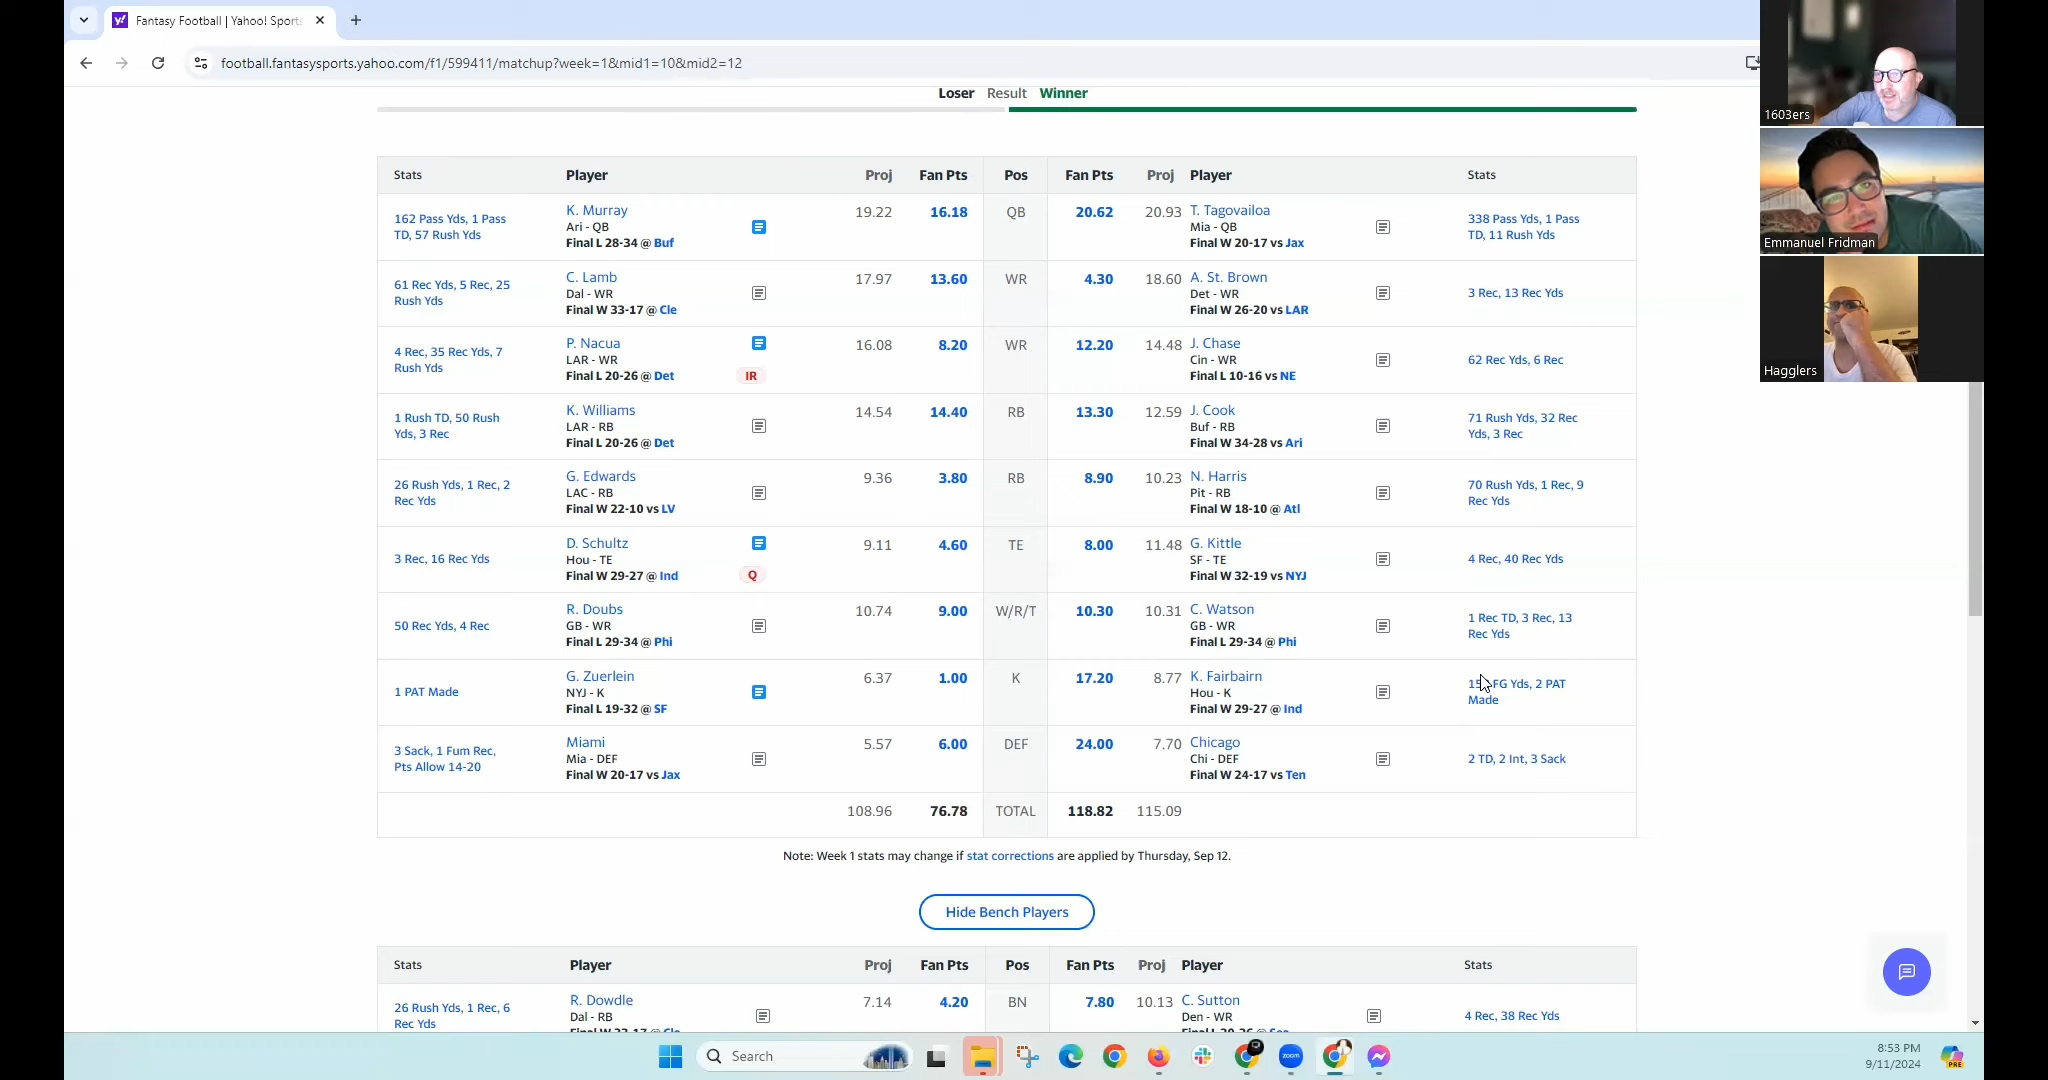 Fantasy Football | Yahoo! Sports
football.fantasysports.yahoo.com/f1/599411/matchup?week=1&mid1=10&mid2=12
Loser Result Winner
Stats Player Proj Fan Pts Pos Fan Pts Proj Player Stats
162 Pass Yds, 1 Pass
TD, 57 Rush Yds
K. Murray
Ari - QB
Final L 28-34 @ Buf
19.22 16.18 QB 20.62 20.93
T. Tagovailoa
Mia - QB
Final W 20-17 vs Jax
338 Pass Yds, 1 Pass
TD, 11 Rush Yds
61 Rec Yds, 5 Rec, 25
Rush Yds
C. Lamb
Dal - WR
Final W 33-17 @ Cle
17.97 13.60 WR 4.30 18.60
A. St. Brown
Det - WR
Final W 26-20 vs LAR
3 Rec, 13 Rec Yds
4 Rec, 35 Rec Yds, 7
Rush Yds
P. Nacua
LAR - WR
Final L 20-26 @ Det
IR
16.08 8.20 WR 12.20 14.48
J. Chase
Cin - WR
Final L 10-16 vs NE
62 Rec Yds, 6 Rec
1 Rush TD, 50 Rush
Yds, 3 Rec
K. Williams
LAR - RB
Final L 20-26 @ Det
14.54 14.40 RB 13.30 12.59
J. Cook
Buf - RB
Final W 34-28 vs Ari
71 Rush Yds, 32 Rec
Yds, 3 Rec
26 Rush Yds, 1 Rec, 2
Rec Yds
G. Edwards
LAC - RB
Final W 22-10 vs LV
9.36 3.80 RB 8.90 10.23
N. Harris
Pit - RB
Final W 18-10 @ Atl
70 Rush Yds, 1 Rec, 9
Rec Yds
3 Rec, 16 Rec Yds
D. Schultz
Hou - TE
Final W 29-27 @ Ind
Q
9.11 4.60 TE 8.00 11.48
G. Kittle
SF - TE
Final W 32-19 vs NYJ
4 Rec, 40 Rec Yds
50 Rec Yds, 4 Rec
R. Doubs
GB - WR
Final L 29-34 @ Phi
10.74 9.00 W/R/T 10.30 10.31
C. Watson
GB - WR
Final L 29-34 @ Phi
1 Rec TD, 3 Rec, 13
Rec Yds
1 PAT Made
G. Zuerlein
NYJ - K
Final L 19-32 @ SF
6.37 1.00 K 17.20 8.77
K. Fairbairn
Hou - K
Final W 29-27 @ Ind
FG Yds, 2 PAT
Made
3 Sack, 1 Fum Rec,
Pts Allow 14-20
Miami
Mia - DEF
Final W 20-17 vs Jax
5.57 6.00 DEF 24.00 7.70
Chicago
Chi - DEF
Final W 24-17 vs Ten
2 TD, 2 Int, 3 Sack
108.96 76.78 TOTAL 118.82 115.09
Note: Week 1 stats may change if stat corrections are applied by Thursday, Sep 12.
Hide Bench Players
Stats Player Proj Fan Pts Pos Fan Pts Proj Player Stats
26 Rush Yds, 1 Rec, 6
Rec Yds
R. Dowdle
Dal - RB
Final W 33-17 @ Cle
7.14 4.20 BN 7.80 10.13
C. Sutton
Den - WR
Final L 20-26 @ Sea
4 Rec, 38 Rec Yds
1603ers
Emmanuel Fridman
Hagglers
Search
zoom
8:53 PM
9/11/2024
PRE